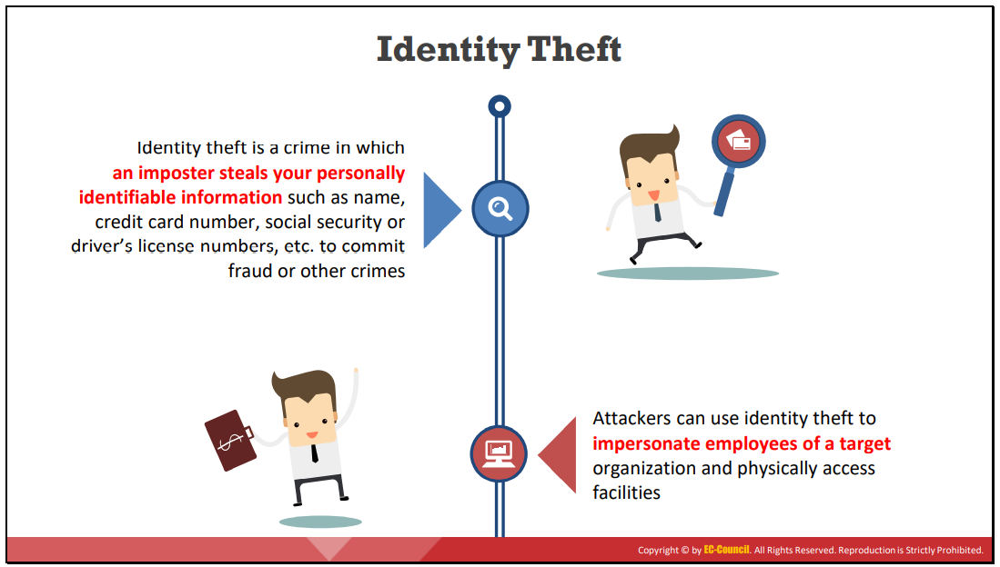 Identity Theft
Identity theft is a crime in which
an imposter steals your personally
identifiable information such as name,
credit card number, social security or
driver's license numbers, etc. to commit
fraud or other crimes
Attackers can use identity theft to
impersonate employees of a target
organization and physically access
facilities
Copyright © by EC-Council. All Rights Reserved. Reproduction is Strictly Prohibited.